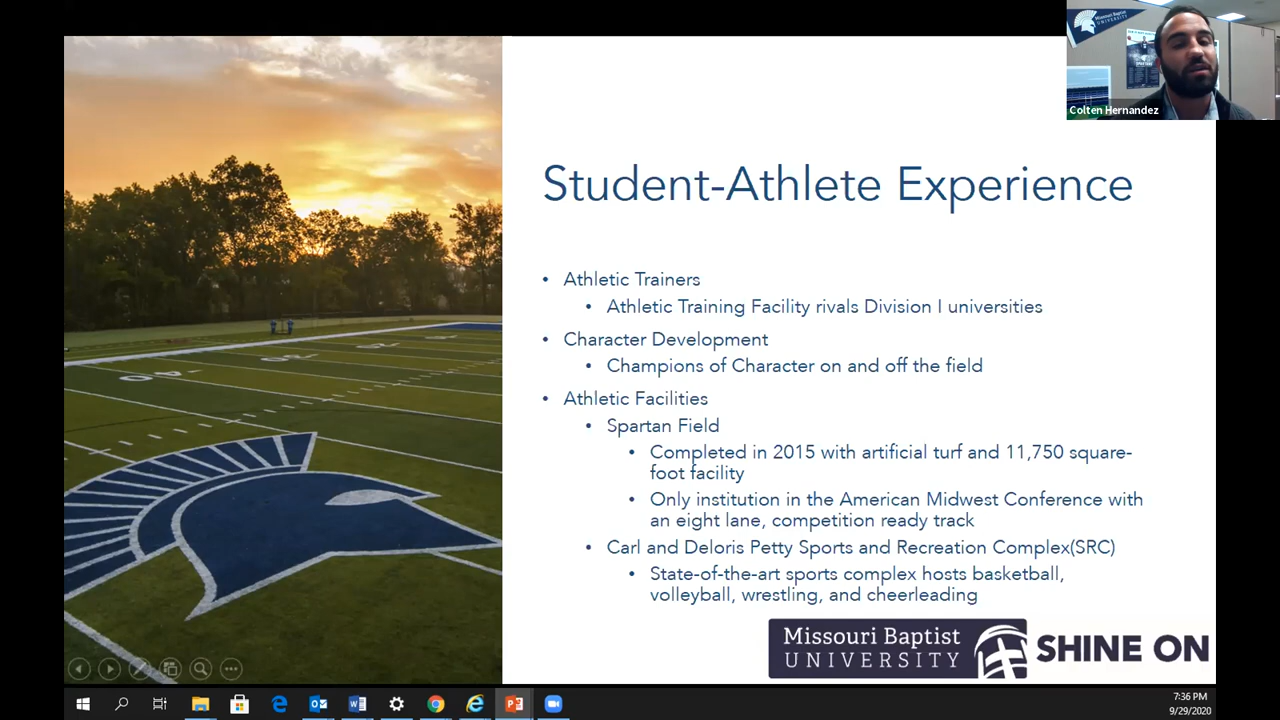 Missouri Baptist
UNIVERSITY
Colten Hernandez
Student-Athlete Experience
• Athletic Trainers
• Athletic Training Facility rivals Division I universities
• Character Development
• Champions of Character on and off the field
• Athletic Facilities
• Spartan Field
• Completed in 2015 with artificial turf and 11,750 square-
foot facility
• Only institution in the American Midwest Conference with
an eight lane, competition ready track
• Carl and Deloris Petty Sports and Recreation Complex(SRC)
• State-of-the-art sports complex hosts basketball,
volleyball, wrestling, and cheerleading
Missouri Baptist
UNIVERSITY
SHINE ON
7:36 PM
9/29/2020